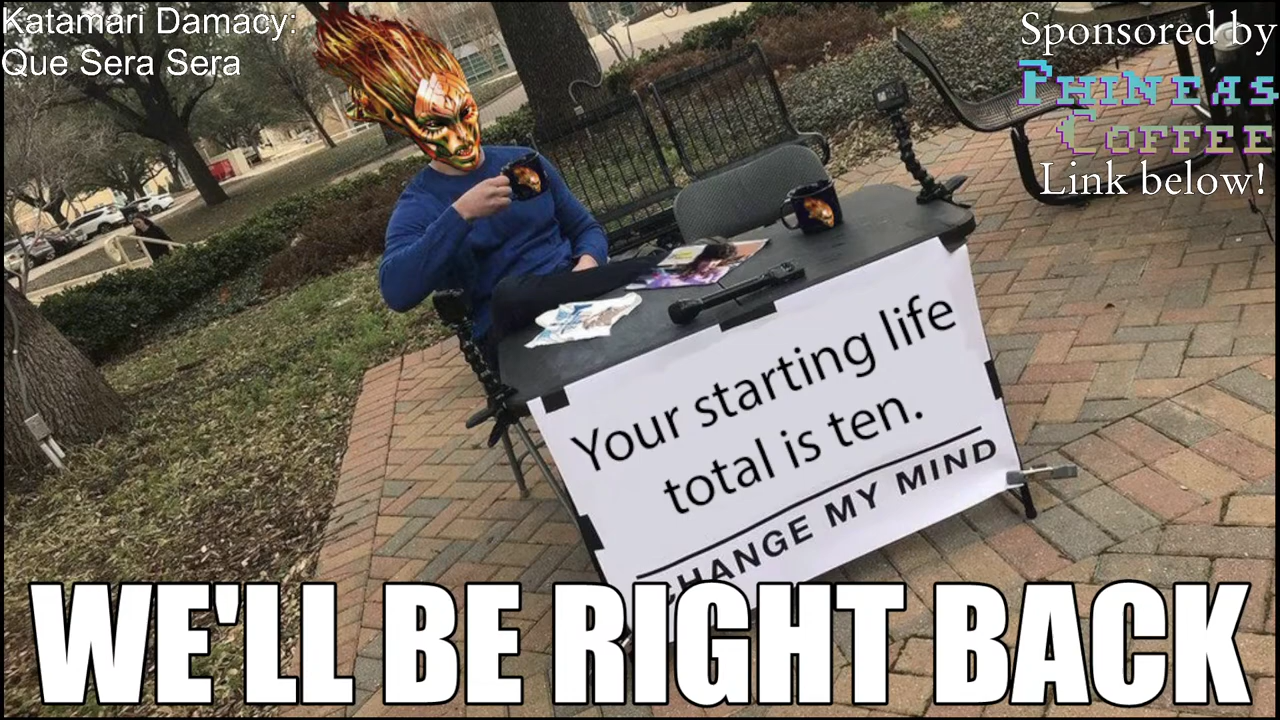 Katamari Damacy:
Que Sera Sera
Sponsored by
PHINEAS
COFFEE
Link below!
Your starting life
total is ten.
CHANGE MY MIND
WE'LL BE RIGHT BACK